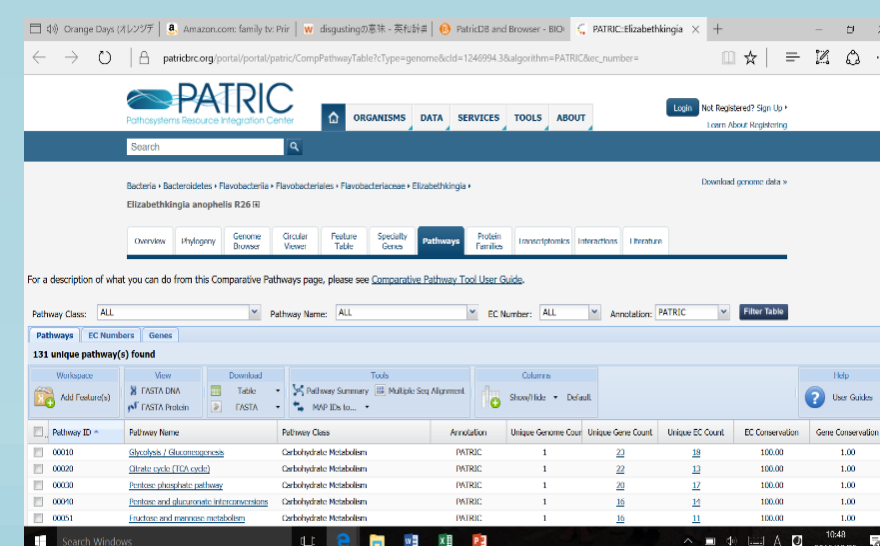 Orange Days (オレンジデ
Amazon.com: family tv: Prir
disgustingの意味 - 英和辞
PatricDB and Browser - BIO
PATRIC::Elizabethkingia
patricbrc.org/portal/portal/patric/CompPathwayTable?cType=genome&cId=1246994.3&algorithm=PATRIC&ec_number=
PATRIC
Pathosystems Resource Integration Center
ORGANISMS DATA SERVICES TOOLS ABOUT
Login Not Registered? Sign Up
Learn About Registering
Search
Bacteria Bacteroidetes Flavobacteriia Flavobacteriales Flavobacteriaceae Elizabethkingia
Download genome data »
Elizabethkingia anophelis R26
Overview Phylogeny Genome Browser Circular Viewer Feature Table Specialty Genes Pathways Protein Families Transcriptomics Interactions Literature
For a description of what you can do from this Comparative Pathways page, please see Comparative Pathway Tool User Guide.
Pathway Class: ALL Pathway Name: ALL EC Number: ALL Annotation: PATRIC Filter Table
Pathways EC Numbers Genes
131 unique pathway(s) found
Workspace View Download Tools Columns Help
Add Feature(s) FASTA DNA Table Pathway Summary Multiple Seq Alignment Show/Hide Default User Guides
FASTA Protein FASTA MAP IDs to...
Pathway ID Pathway Name Pathway Class Annotation Unique Genome Cour Unique Gene Count Unique EC Count EC Conservation Gene Conservation
00010 Glycolysis / Gluconeogenesis Carbohydrate Metabolism PATRIC 1 23 18 100.00 1.00
00020 Citrate cycle (TCA cycle) Carbohydrate Metabolism PATRIC 1 22 13 100.00 1.00
00030 Pentose phosphate pathway Carbohydrate Metabolism PATRIC 1 20 17 100.00 1.00
00040 Pentose and glucuronate interconversions Carbohydrate Metabolism PATRIC 1 16 14 100.00 1.00
00051 Fructose and mannose metabolism Carbohydrate Metabolism PATRIC 1 16 11 100.00 1.00
Search Windows
A
10:48